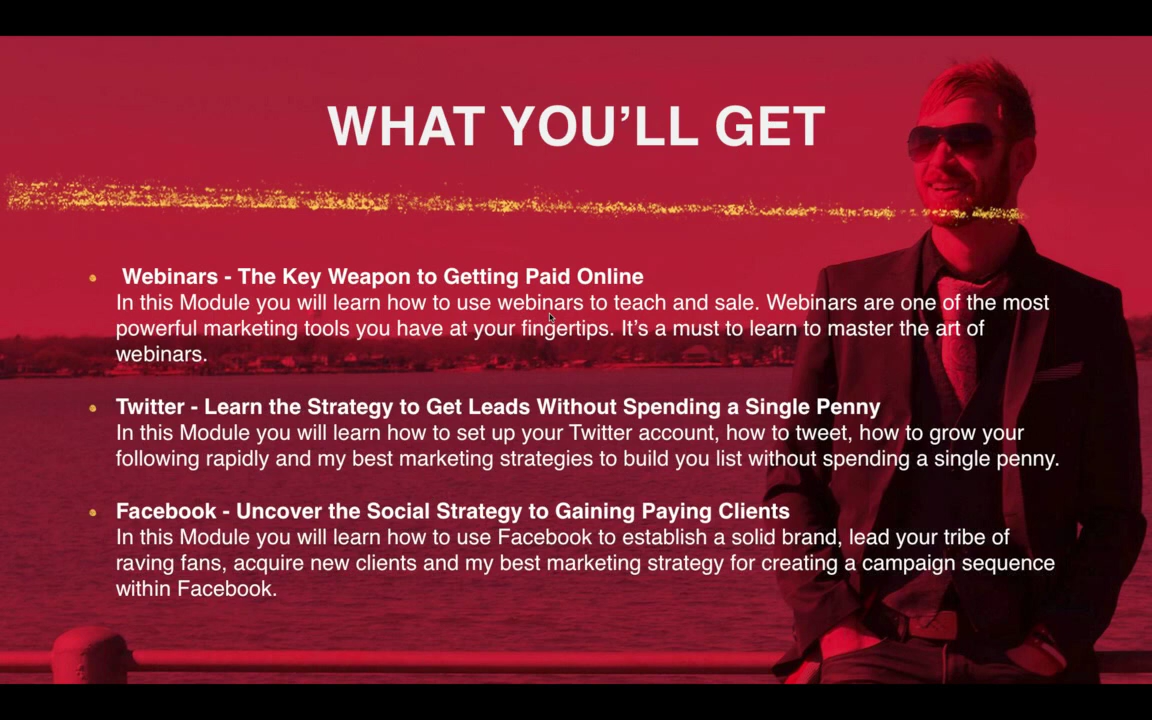 WHAT YOU’LL GET
Webinars - The Key Weapon to Getting Paid Online
In this Module you will learn how to use webinars to teach and sale. Webinars are one of the most
powerful marketing tools you have at your fingertips. It’s a must to learn to master the art of
webinars.
Twitter - Learn the Strategy to Get Leads Without Spending a Single Penny
In this Module you will learn how to set up your Twitter account, how to tweet, how to grow your
following rapidly and my best marketing strategies to build you list without spending a single penny.
Facebook - Uncover the Social Strategy to Gaining Paying Clients
In this Module you will learn how to use Facebook to establish a solid brand, lead your tribe of
raving fans, acquire new clients and my best marketing strategy for creating a campaign sequence
within Facebook.